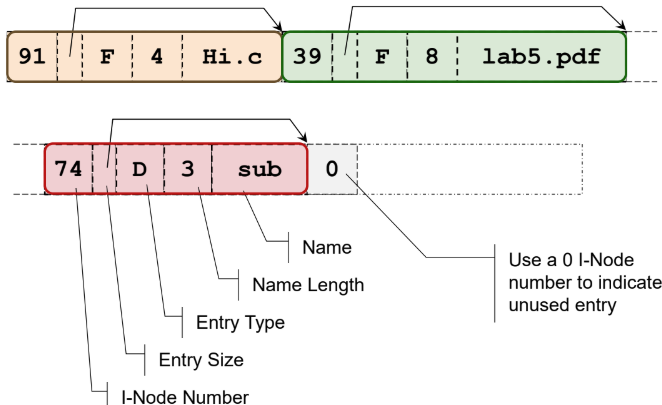 91 F 4 Hi.c 39 F 8 lab5.pdf
74 D 3 sub 0
Name
Use a 0 I-Node
number to indicate
unused entry
Name Length
Entry Type
Entry Size
I-Node Number